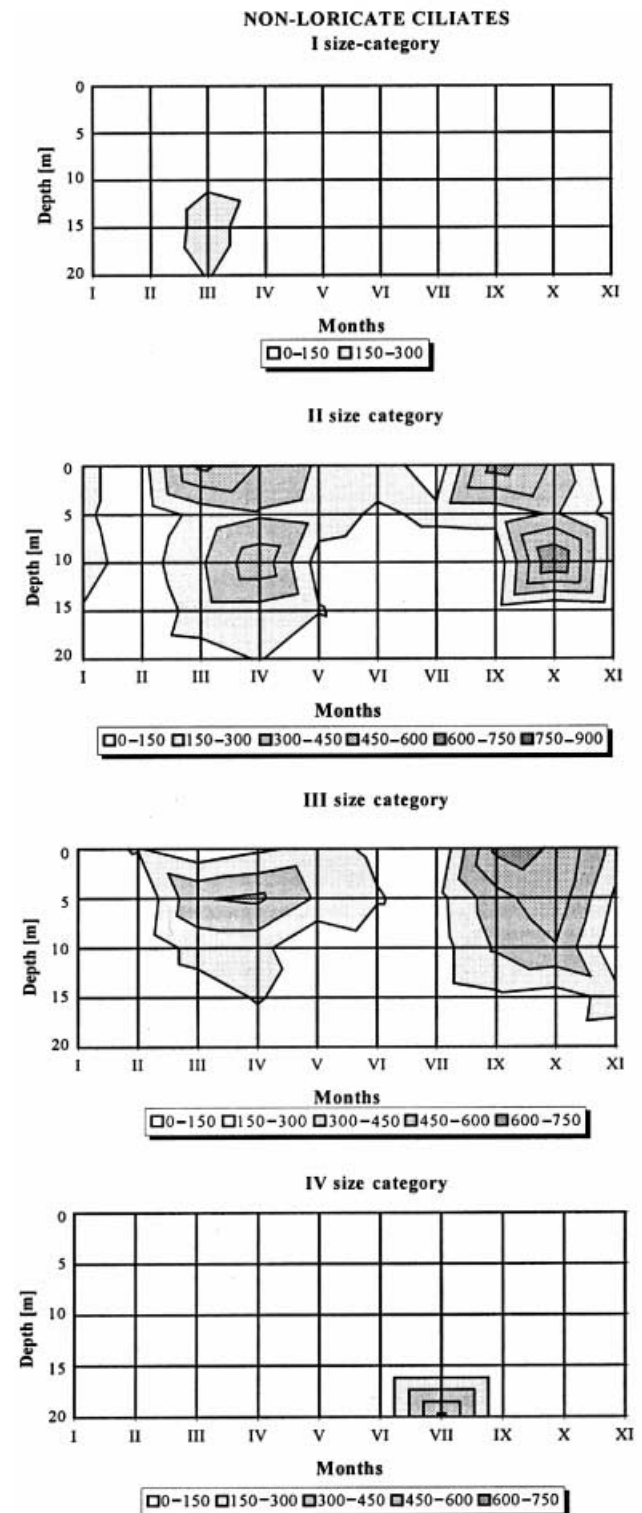 NON-LORICATE CILIATES
I size-category
Depth [m]
0
5
10
15
20
I II III IV V VI VII IX X XI
Months
0–150 150–300
II size category
Depth [m]
0
5
10
15
20
I II III IV V VI VII IX X XI
Months
0–150 150–300 300–450 450–600 600–750 750–900
III size category
Depth [m]
0
5
10
15
20
I II III IV V VI VII IX X XI
Months
0–150 150–300 300–450 450–600 600–750
IV size category
Depth [m]
0
5
10
15
20
I II III IV V VI VII IX X XI
Months
0–150 150–300 300–450 450–600 600–750